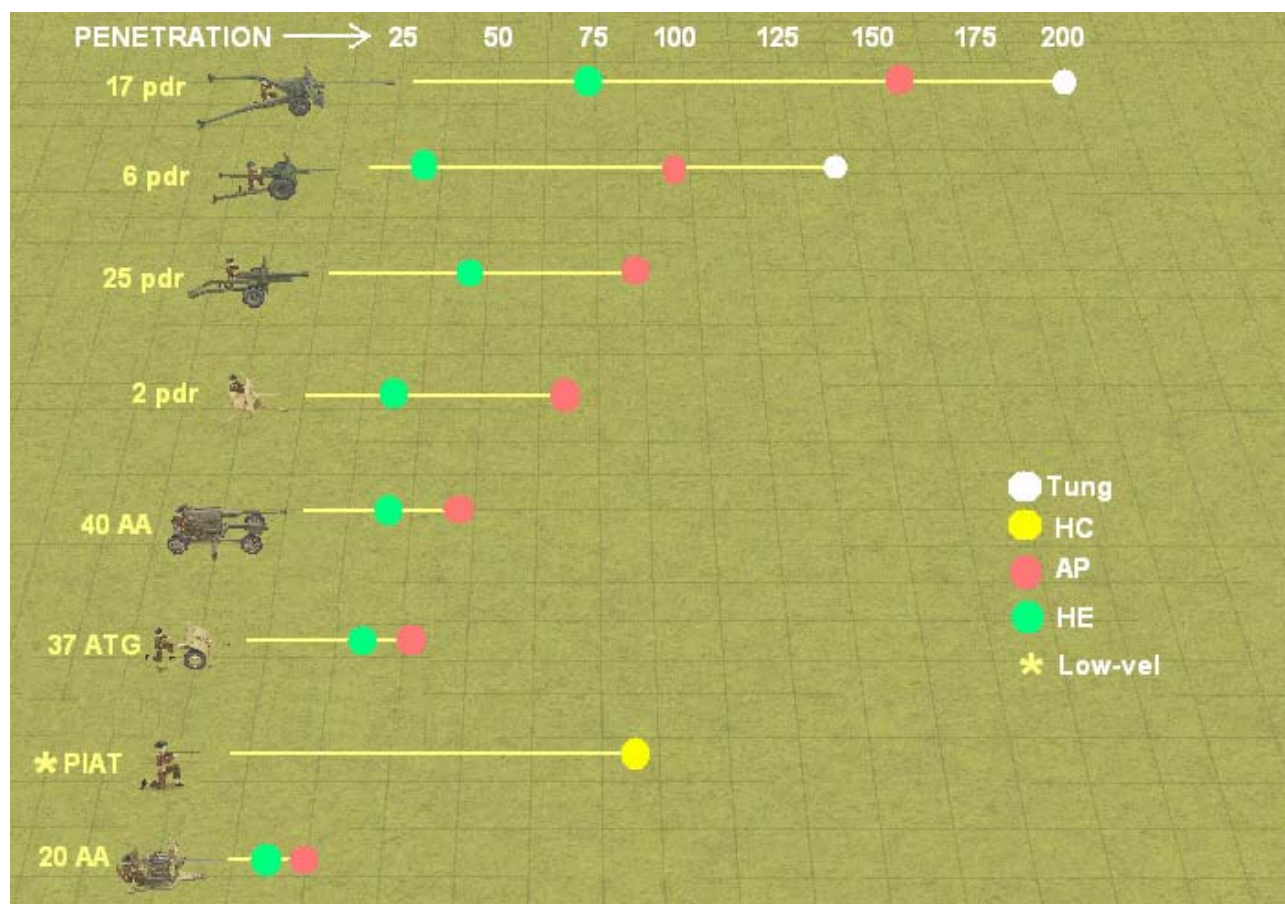 PENETRATION 25 50 75 100 125 150 175 200
17 pdr
6 pdr
25 pdr
2 pdr
40 AA
37 ATG
* PIAT
20 AA
Tung
HC
AP
HE
* Low-vel